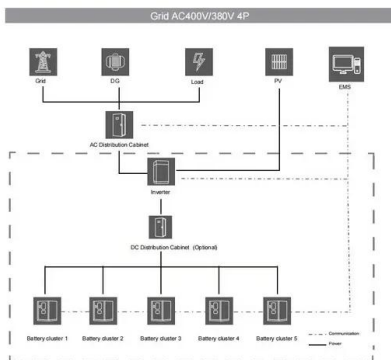 Grid AC400V/380V 4P
Grid
DG
Load
PV
EMS
AC Distribution Cabinet
Inverter
DC Distribution Cabinet (Optional)
Battery cluster 1
Battery cluster 2
Battery cluster 3
Battery cluster 4
Battery cluster 5
Communication
Power